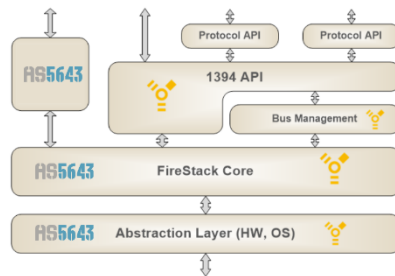 Protocol API
Protocol API
AS5643
1394 API
Bus Management
AS5643
FireStack Core
AS5643
Abstraction Layer (HW, OS)